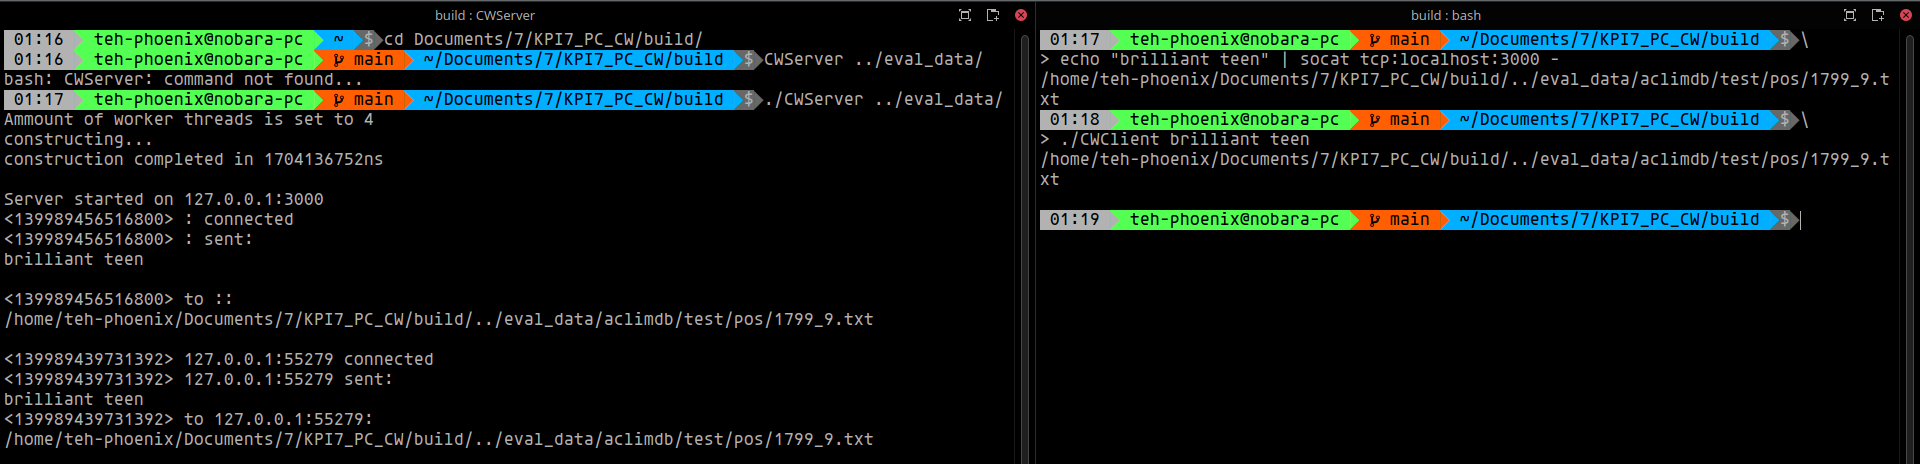 build : CWServer
01:16 teh-phoenix@nobara-pc ~ $ cd Documents/7/KPI7_PC_CW/build/
01:16 teh-phoenix@nobara-pc main ~/Documents/7/KPI7_PC_CW/build $ CWServer ../eval_data/
bash: CWServer: command not found...
01:17 teh-phoenix@nobara-pc main ~/Documents/7/KPI7_PC_CW/build $ ./CWServer ../eval_data/
Ammount of worker threads is set to 4
constructing...
construction completed in 1704136752ns
Server started on 127.0.0.1:3000
<139989456516800> : connected
<139989456516800> : sent:
brilliant teen
<139989456516800> to ::
/home/teh-phoenix/Documents/7/KPI7_PC_CW/build/../eval_data/aclimdb/test/pos/1799_9.txt
<139989439731392> 127.0.0.1:55279 connected
<139989439731392> 127.0.0.1:55279 sent:
brilliant teen
<139989439731392> to 127.0.0.1:55279:
/home/teh-phoenix/Documents/7/KPI7_PC_CW/build/../eval_data/aclimdb/test/pos/1799_9.txt
build : bash
01:17 teh-phoenix@nobara-pc main ~/Documents/7/KPI7_PC_CW/build $ \
> echo "brilliant teen" | socat tcp:localhost:3000 -
/home/teh-phoenix/Documents/7/KPI7_PC_CW/build/../eval_data/aclimdb/test/pos/1799_9.t
xt
01:18 teh-phoenix@nobara-pc main ~/Documents/7/KPI7_PC_CW/build $ \
> ./CWClient brilliant teen
/home/teh-phoenix/Documents/7/KPI7_PC_CW/build/../eval_data/aclimdb/test/pos/1799_9.t
xt
01:19 teh-phoenix@nobara-pc main ~/Documents/7/KPI7_PC_CW/build $